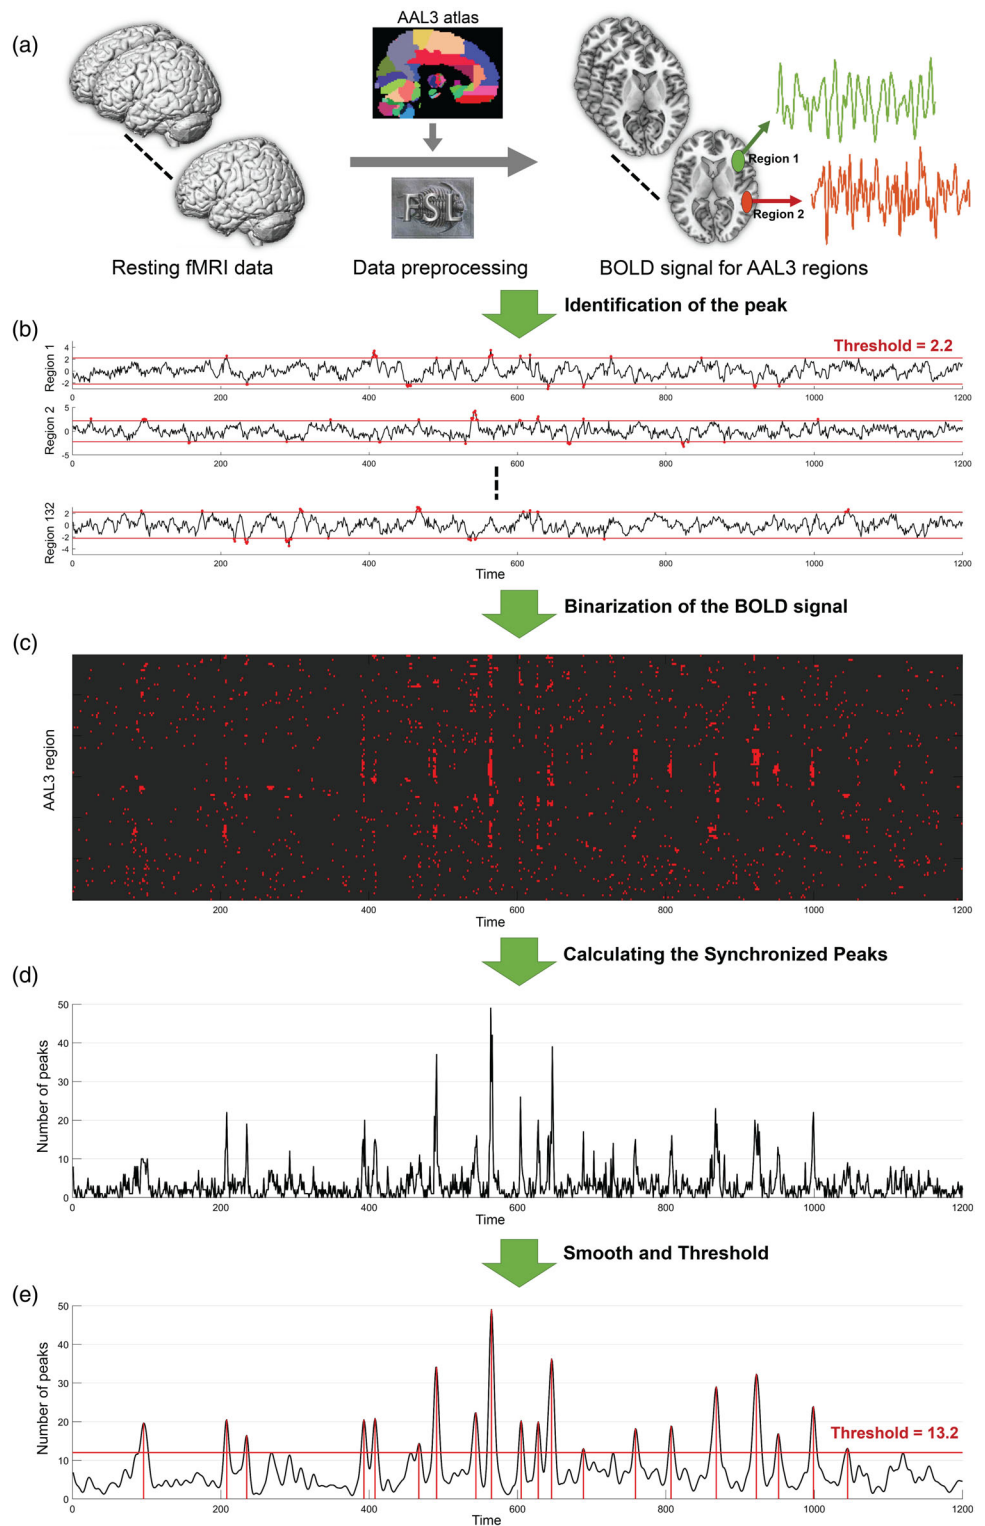 (a)
AAL3 atlas
FSL
Region 1
Region 2
Resting fMRI data
Data preprocessing
BOLD signal for AAL3 regions
Identification of the peak
(b)
Threshold = 2.2
Region 1
4
2
0
-2
0 200 400 600 800 1000 1200
Region 2
5
0
-5
0 200 400 600 800 1000 1200
Region 132
2
0
-2
-4
0 200 400 600 800 1000 1200
Time
Binarization of the BOLD signal
(c)
AAL3 region
200 400 600 800 1000 1200
Time
Calculating the Synchronized Peaks
(d)
Number of peaks
50
40
30
20
10
0
0 200 400 600 800 1000 1200
Time
Smooth and Threshold
(e)
Number of peaks
50
40
30
20
10
0
Threshold = 13.2
0 200 400 600 800 1000 1200
Time